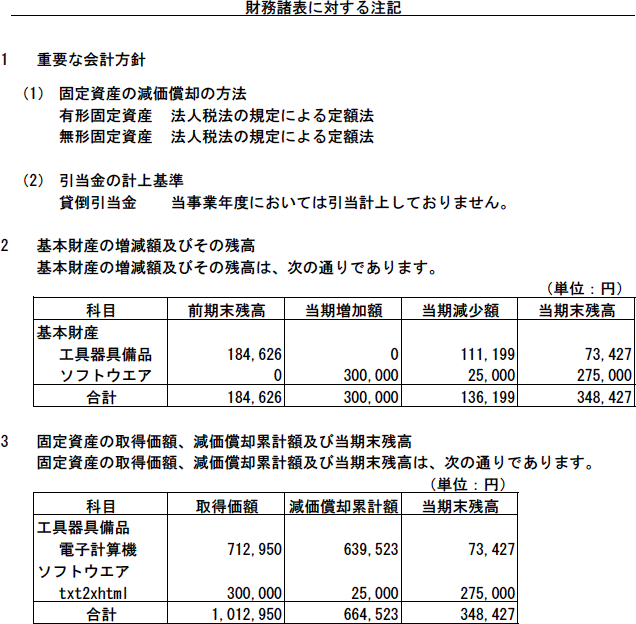 財務諸表に対する注記
1 重要な会計方針
(1) 固定資産の減価償却の方法
有形固定資産 法人税法の規定による定額法
無形固定資産 法人税法の規定による定額法
(2) 引当金の計上基準
貸倒引当金 当事業年度においては引当計上しておりません。
2 基本財産の増減額及びその残高
基本財産の増減額及びその残高は、次の通りであります。
(単位:円)
科目 前期末残高 当期増加額 当期減少額 当期末残高
基本財産
工具器具備品 184,626 0 111,199 73,427
ソフトウエア 0 300,000 25,000 275,000
合計 184,626 300,000 136,199 348,427
3 固定資産の取得価額、減価償却累計額及び当期末残高
固定資産の取得価額、減価償却累計額及び当期末残高は、次の通りであります。
(単位:円)
科目 取得価額 減価償却累計額 当期末残高
工具器具備品
電子計算機 712,950 639,523 73,427
ソフトウエア
txt2xhtml 300,000 25,000 275,000
合計 1,012,950 664,523 348,427